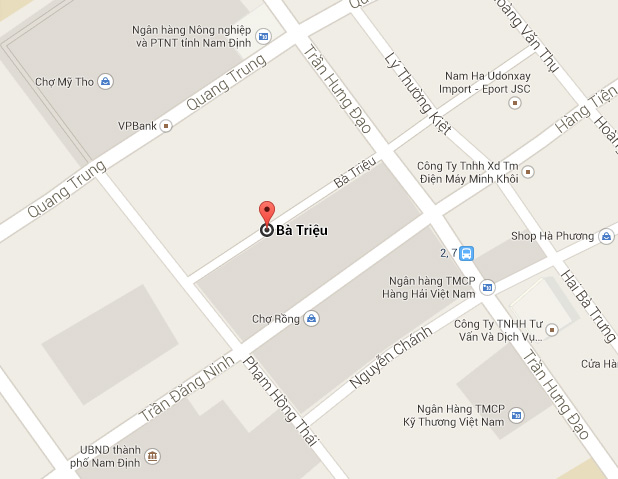 Ngân hàng Nông nghiệp
và PTNT tỉnh Nam Định
Hoàng Văn Thụ
Quang Trung
Trần Hưng Đạo
Lý Thường Kiệt
Chợ Mỹ Tho
Nam Ha Udonxay
Import - Eport JSC
Hàng Tiện
Hoàng
VPBank
Quang Trung
Bà Triệu
Công Ty Tnhh Xd Tm
Điện Máy Minh Khôi
Bà Triệu
Shop Hà Phương
2, 7
Ngân hàng TMCP
Hàng Hải Việt Nam
Hai Bà Trưng
Chợ Rồng
Nguyễn Chánh
Công Ty TNHH Tư
Vấn Và Dịch Vụ...
Trần Đăng Ninh
Phạm Hồng Thái
Trần Hưng Đạo
Cửa Hà
Ngân Hàng TMCP
Kỹ Thương Việt Nam
UBND thành
phố Nam Định